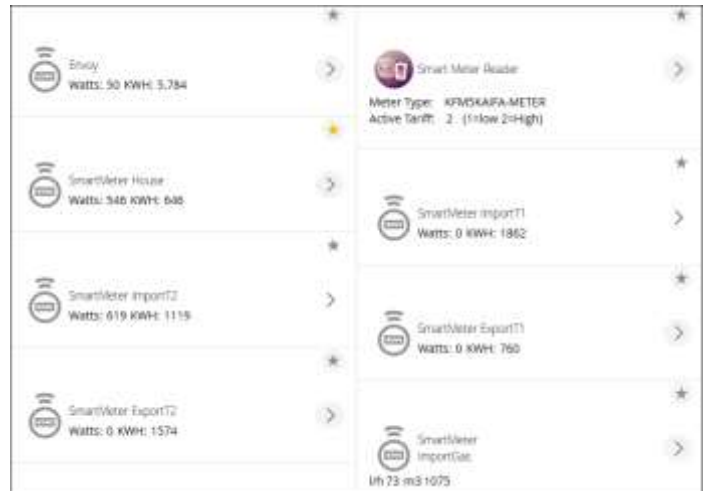 Envoy
Watts: 50 KWH: 5.784
SmartMeter House
Watts: 546 KWH: 646
SmartMeter ImportT2
Watts: 619 KWH: 1119
SmartMeter ExportT2
Watts: 0 KWH: 1574
Smart Meter Reader
Meter Type: KFM5KAIFA-METER
Active Tariff: 2 (1=low 2=High)
SmartMeter ImportT1
Watts: 0 KWH: 1862
SmartMeter ExportT1
Watts: 0 KWH: 760
SmartMeter
ImportGas
l/h 73 m3 1075